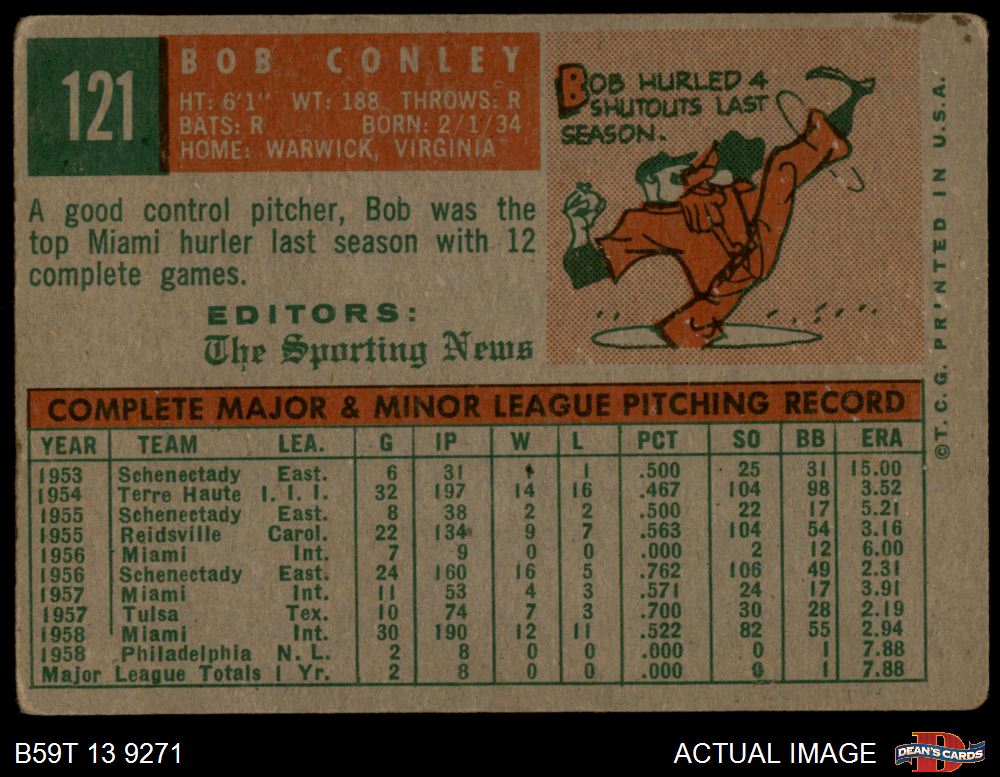 121
BOB CONLEY
HT: 6'1" WT: 188 THROWS: R
BATS: R BORN: 2/1/34
HOME: WARWICK, VIRGINIA
BOB HURLED 4
SHUTOUTS LAST
SEASON.
A good control pitcher, Bob was the
top Miami hurler last season with 12
complete games.
EDITORS:
The Sporting News
COMPLETE MAJOR & MINOR LEAGUE PITCHING RECORD
YEAR TEAM LEA. G IP W L PCT SO BB ERA
1953 Schenectady East. 6 31 1 1 .500 25 31 15.00
1954 Terre Haute I. I. I. 32 197 14 16 .467 104 98 3.52
1955 Schenectady East. 8 38 2 2 .500 22 17 5.21
1955 Reidsville Carol. 22 134 9 7 .563 104 54 3.16
1956 Miami Int. 7 9 0 0 .000 2 12 6.00
1956 Schenectady East. 24 160 16 5 .762 106 49 2.31
1957 Miami Int. 11 53 4 3 .571 24 17 3.91
1957 Tulsa Tex. 10 74 7 3 .700 30 28 2.19
1958 Miami Int. 30 190 12 11 .522 82 55 2.94
1958 Philadelphia N. L. 2 8 0 0 .000 0 1 7.88
Major League Totals 1 Yr. 2 8 0 0 .000 0 1 7.88
©T. C. G. PRINTED IN U.S.A.
B59T 13 9271
ACTUAL IMAGE
DEAN'S CARDS